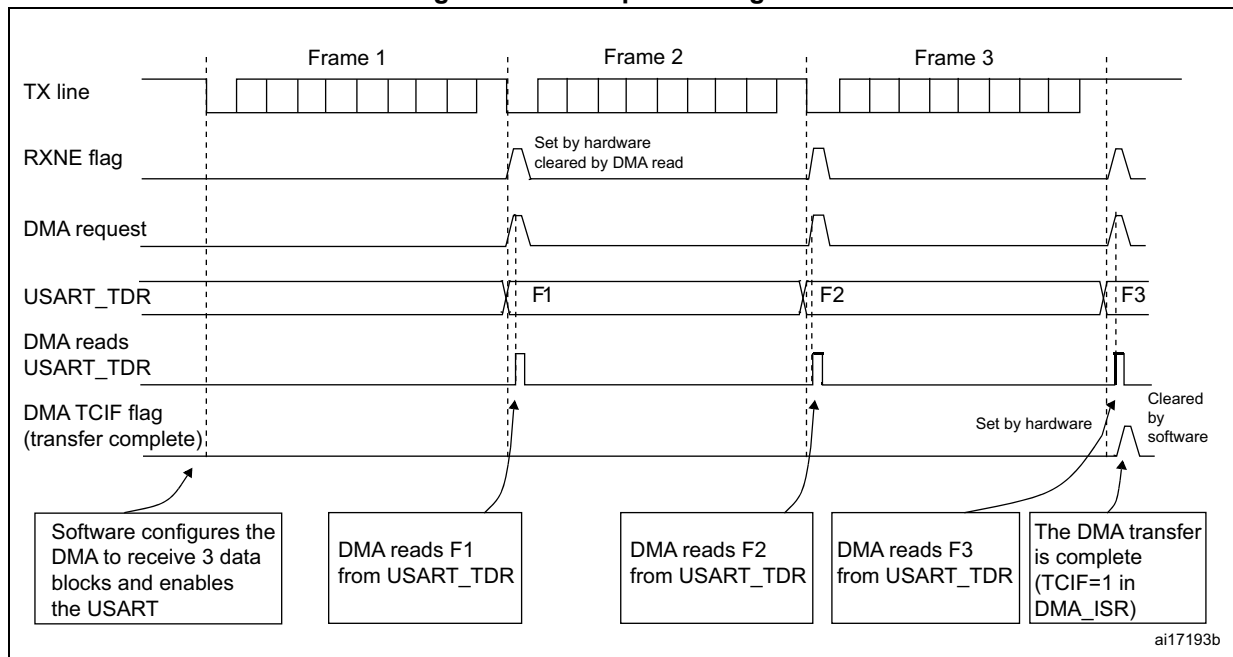 Frame 1
Frame 2
Frame 3
TX line
Set by hardware
cleared by DMA read
RXNE flag
DMA request
USART_TDR
F1
F2
F3
DMA reads
USART_TDR
DMA TCIF flag
(transfer complete)
Set by hardware
Cleared
by
software
Software configures the
DMA to receive 3 data
blocks and enables
the USART
DMA reads F1
from USART_TDR
DMA reads F2
from USART_TDR
DMA reads F3
from USART_TDR
The DMA transfer
is complete
(TCIF=1 in
DMA_ISR)
ai17193b